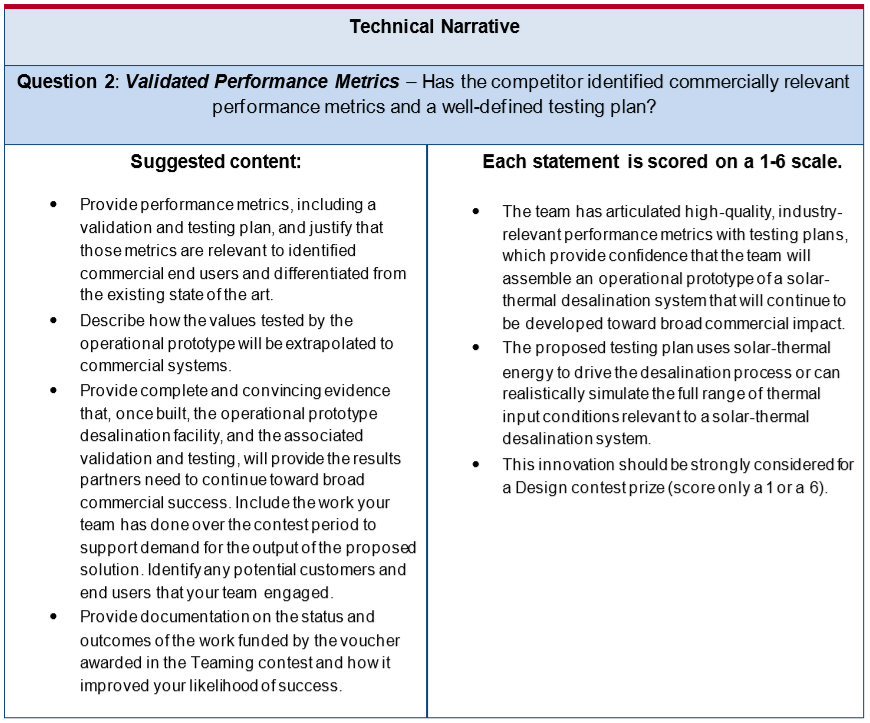 Technical Narrative
Question 2: Validated Performance Metrics – Has the competitor identified commercially relevant
performance metrics and a well-defined testing plan?
Suggested content:
• Provide performance metrics, including a
validation and testing plan, and justify that
those metrics are relevant to identified
commercial end users and differentiated from
the existing state of the art.
• Describe how the values tested by the
operational prototype will be extrapolated to
commercial systems.
• Provide complete and convincing evidence
that, once built, the operational prototype
desalination facility, and the associated
validation and testing, will provide the results
partners need to continue toward broad
commercial success. Include the work your
team has done over the contest period to
support demand for the output of the proposed
solution. Identify any potential customers and
end users that your team engaged.
• Provide documentation on the status and
outcomes of the work funded by the voucher
awarded in the Teaming contest and how it
improved your likelihood of success.
Each statement is scored on a 1-6 scale.
• The team has articulated high-quality, industry-
relevant performance metrics with testing plans,
which provide confidence that the team will
assemble an operational prototype of a solar-
thermal desalination system that will continue to
be developed toward broad commercial impact.
• The proposed testing plan uses solar-thermal
energy to drive the desalination process or can
realistically simulate the full range of thermal
input conditions relevant to a solar-thermal
desalination system.
• This innovation should be strongly considered for
a Design contest prize (score only a 1 or a 6).